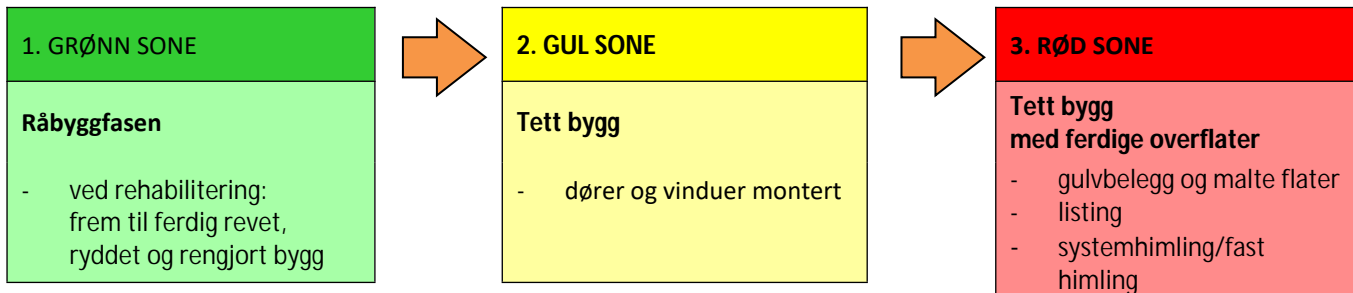 1. GRØNN SONE
Råbyggfasen
- ved rehabilitering:
frem til ferdig revet,
ryddet og rengjort bygg
2. GUL SONE
Tett bygg
- dører og vinduer montert
3. RØD SONE
Tett bygg
med ferdige overflater
- gulvbelegg og malte flater
- listing
- systemhimling/fast
himling